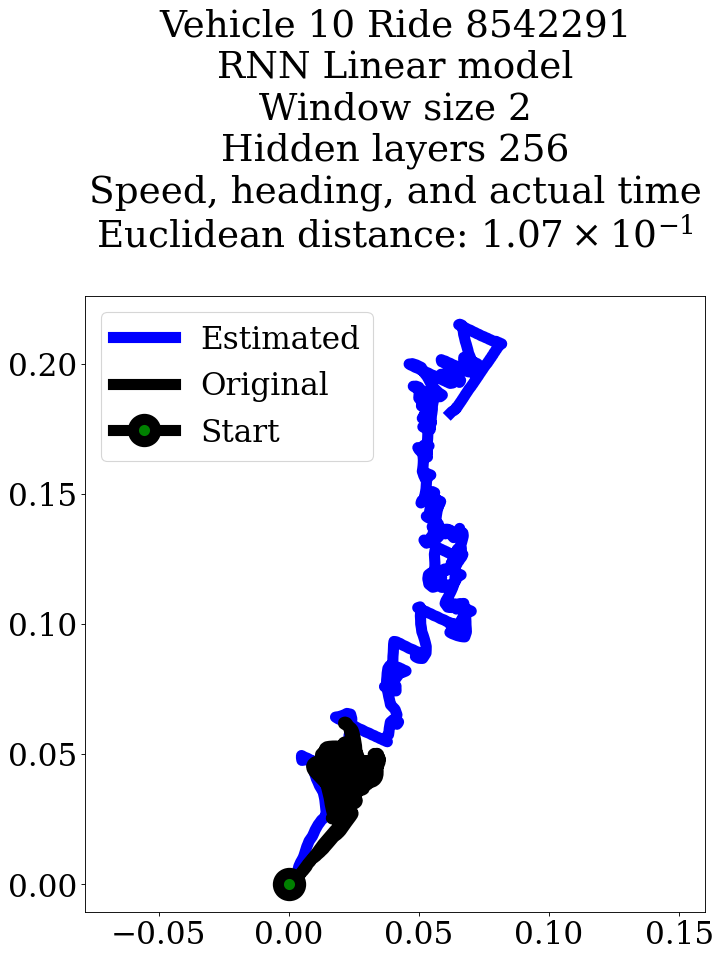 Vehicle 10 Ride 8542291
RNN Linear model
Window size 2
Hidden layers 256
Speed, heading, and actual time
Euclidean distance: 1.07 × 10⁻¹
Estimated
Original
Start
0.20
0.15
0.10
0.05
0.00
−0.05 0.00 0.05 0.10 0.15